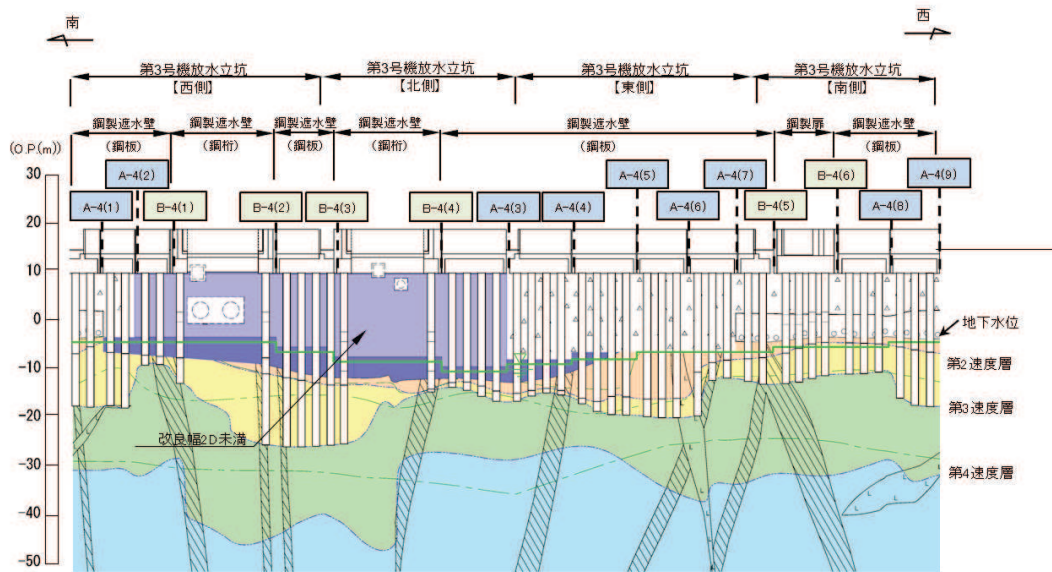 南
西
第3号機放水立坑
【西側】
第3号機放水立坑
【北側】
第3号機放水立坑
【東側】
第3号機放水立坑
【南側】
鋼製遮水壁
(鋼板)
鋼製遮水壁
(鋼桁)
鋼製遮水壁
(鋼板)
鋼製遮水壁
(鋼桁)
鋼製遮水壁
(鋼板)
鋼製扉
鋼製遮水壁
(鋼板)
(O.P.(m))
A-4(2)
A-4(5)
A-4(7)
B-4(6)
A-4(9)
A-4(1)
B-4(1)
B-4(2)
B-4(3)
B-4(4)
A-4(3)
A-4(4)
A-4(6)
B-4(5)
A-4(8)
30
20
10
0
-10
-20
-30
-40
-50
地下水位
第2速度層
第3速度層
第4速度層
改良幅2D未満